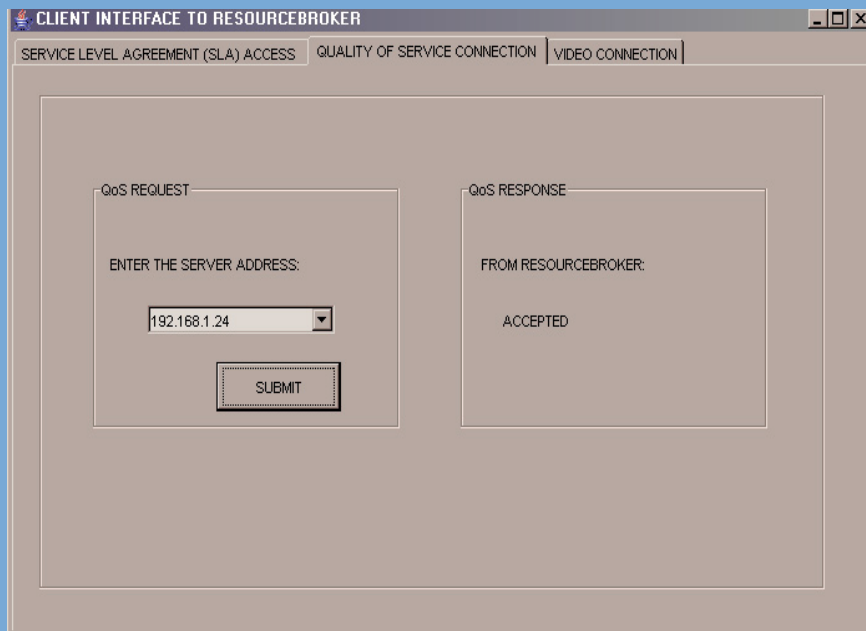 CLIENT INTERFACE TO RESOURCEBROKER
SERVICE LEVEL AGREEMENT (SLA) ACCESS
QUALITY OF SERVICE CONNECTION
VIDEO CONNECTION
QoS REQUEST
ENTER THE SERVER ADDRESS:
192.168.1.24
SUBMIT
QoS RESPONSE
FROM RESOURCEBROKER:
ACCEPTED